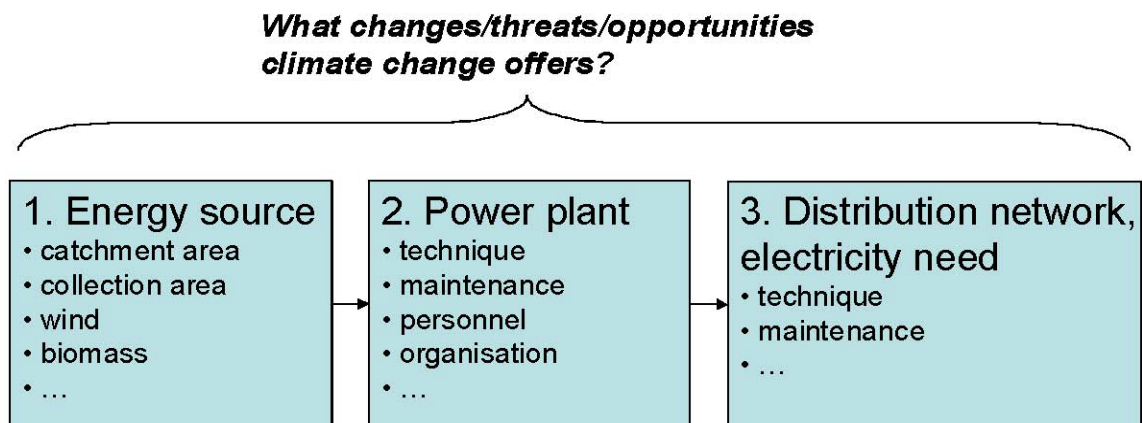 What changes/threats/opportunities
climate change offers?
1. Energy source
• catchment area
• collection area
• wind
• biomass
• ...
2. Power plant
• technique
• maintenance
• personnel
• organisation
• ...
3. Distribution network,
electricity need
• technique
• maintenance
• ...